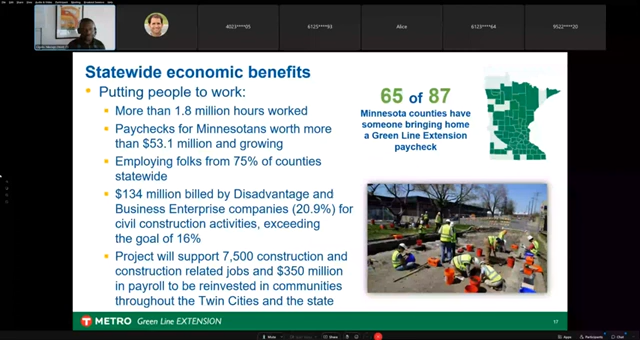 4023****05
6125****93
Alice
6123****64
9522****20
Statewide economic benefits
Putting people to work:
More than 1.8 million hours worked
Paychecks for Minnesotans worth more
than $53.1 million and growing
Employing folks from 75% of counties
statewide
$134 million billed by Disadvantage and
Business Enterprise companies (20.9%) for
civil construction activities, exceeding
the goal of 16%
Project will support 7,500 construction and
construction related jobs and $350 million
in payroll to be reinvested in communities
throughout the Twin Cities and the state
65 of 87
Minnesota counties have
someone bringing home
a Green Line Extension
paycheck
T METRO Green Line EXTENSION
17
Apps
Participants
Chat